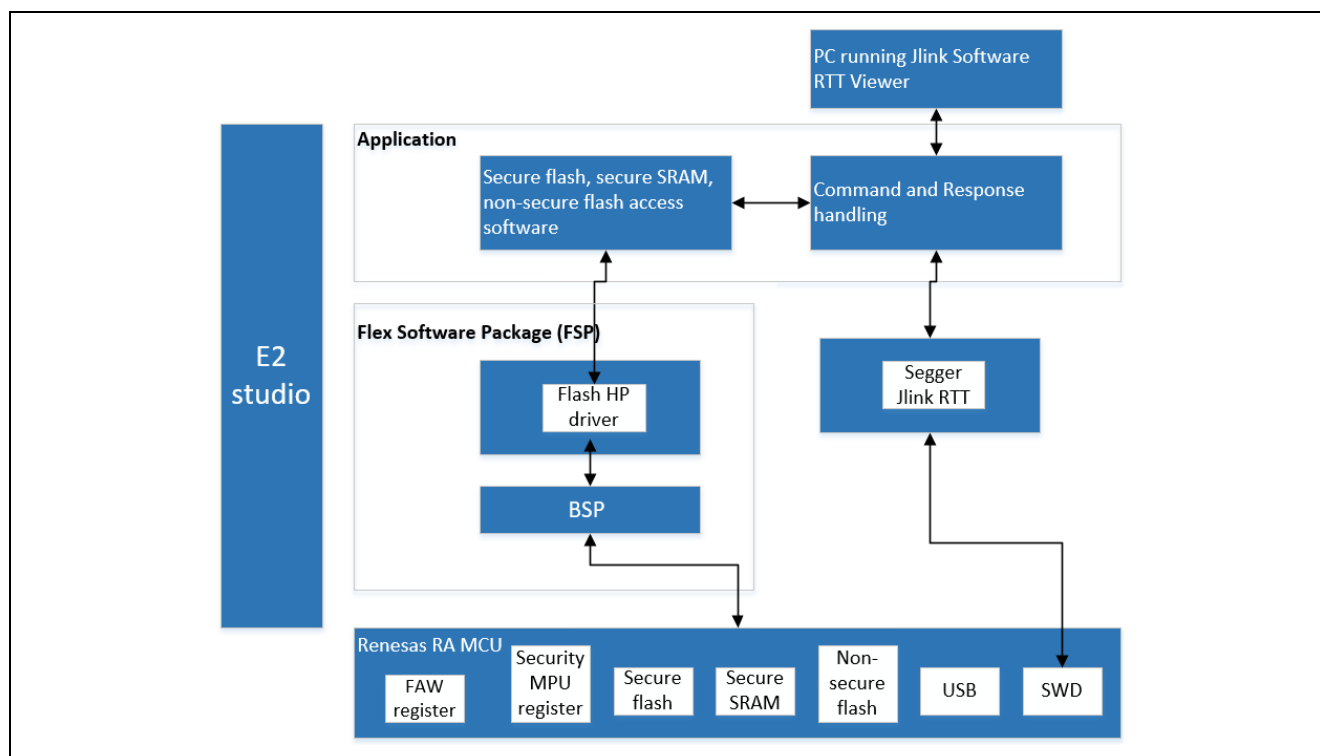 PC running Jlink Software
RTT Viewer
Application
Secure flash, secure SRAM,
non-secure flash access
software
Command and Response
handling
E2
studio
Flex Software Package (FSP)
Flash HP
driver
Segger
Jlink RTT
BSP
Renesas RA MCU
FAW
register
Security
MPU
register
Secure
flash
Secure
SRAM
Non-
secure
flash
USB
SWD